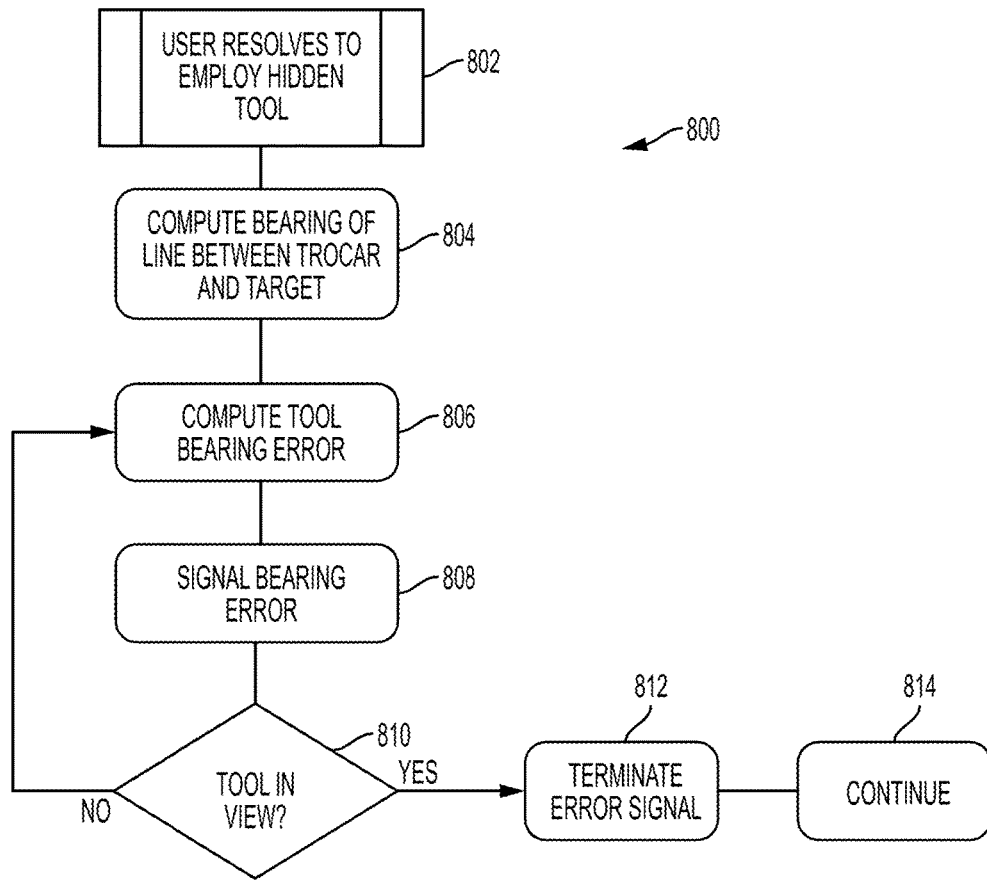 USER RESOLVES TO
EMPLOY HIDDEN
TOOL
802
800
COMPUTE BEARING OF
LINE BETWEEN TROCAR
AND TARGET
804
COMPUTE TOOL
BEARING ERROR
806
SIGNAL BEARING
ERROR
808
TOOL IN
VIEW?
810
NO
YES
TERMINATE
ERROR SIGNAL
812
CONTINUE
814